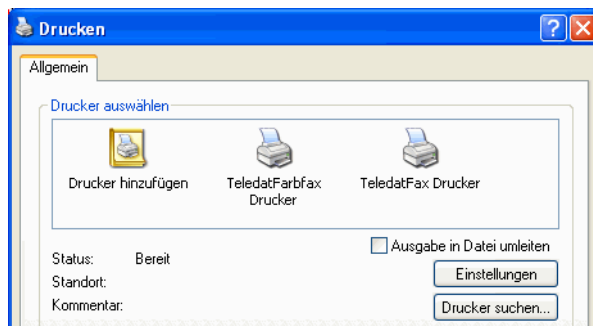 Drucken
Allgemein
Drucker auswählen
Drucker hinzufügen
TeledatFarbfax
Drucker
TeledatFax Drucker
Ausgabe in Datei umleiten
Status: Bereit
Einstellungen
Standort:
Kommentar:
Drucker suchen...